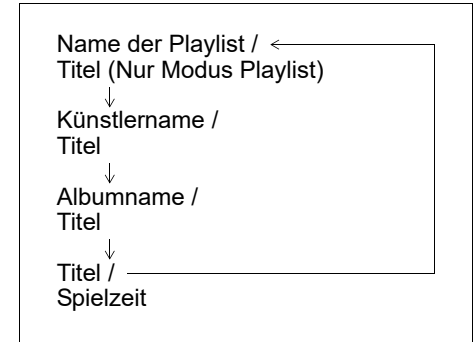 Name der Playlist /
Titel (Nur Modus Playlist)
Künstlername /
Titel
Albumname /
Titel
Titel /
Spielzeit